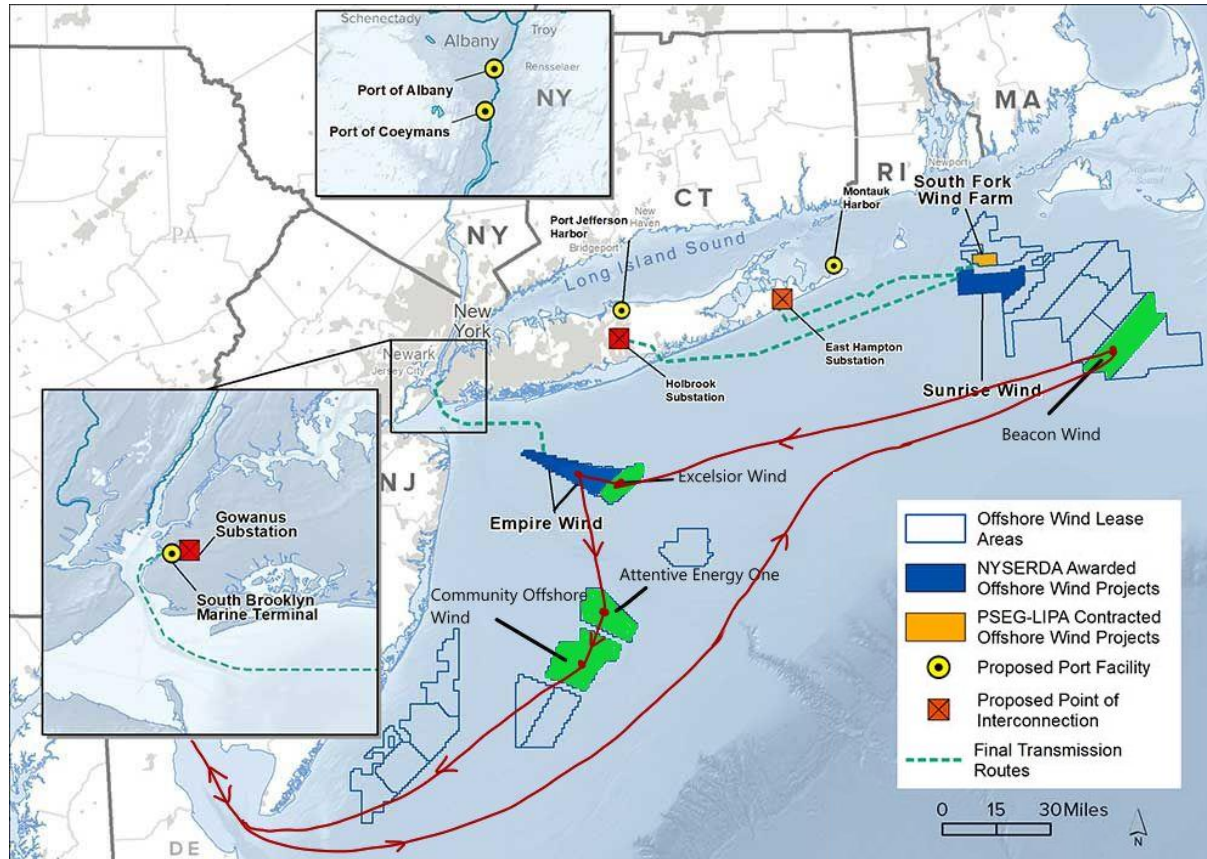 Schenectady
Troy
Albany
Rensselaer
Port of Albany
NY
Port of Coeymans
MA
RI
Newport
South Fork
Wind Farm
Montauk
Harbor
CT
Port Jefferson
Harbor
New
Haven
Bridgeport
NY
PA
Long Island Sound
New
York
Newark
Jersey City
East Hampton
Substation
Holbrook
Substation
Sunrise Wind
Beacon Wind
NJ
Excelsior Wind
Empire Wind
Gowanus
Substation
South Brooklyn
Marine Terminal
Attentive Energy One
Community Offshore
Wind
Offshore Wind Lease
Areas
NYSERDA Awarded
Offshore Wind Projects
PSEG-LIPA Contracted
Offshore Wind Projects
Proposed Port Facility
Proposed Point of
Interconnection
Final Transmission
Routes
0 15 30 Miles
N
DE